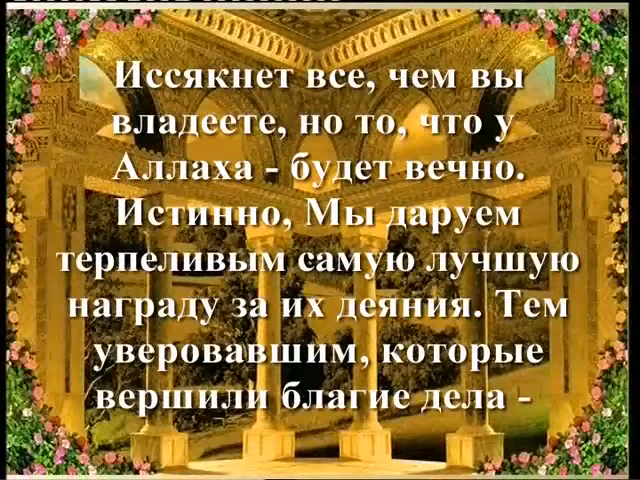 Иссякнет все, чем вы
владеете, но то, что у
Аллаха - будет вечно.
Истинно, Мы даруем
терпеливым самую лучшую
награду за их деяния. Тем
уверовавшим, которые
вершили благие дела -